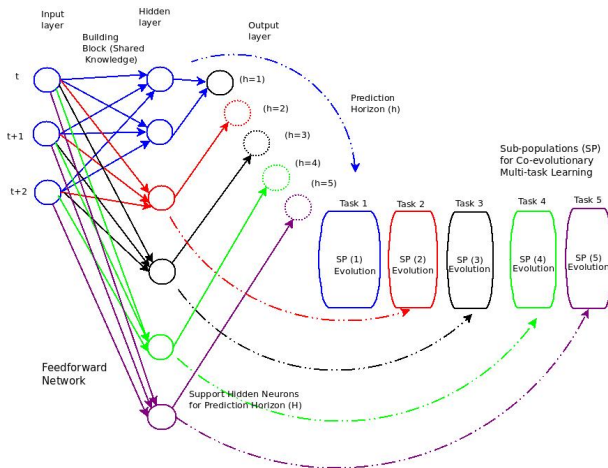 Input
layer
Hidden
layer
Output
layer
Building
Block (Shared
Knowledge)
t
t+1
t+2
(h=1)
(h=2)
(h=3)
(h=4)
(h=5)
Prediction
Horizon (h)
Sub-populations (SP)
for Co-evolutionary
Multi-task Learning
Task 1
Task 2
Task 3
Task 4
Task 5
SP (1)
Evolution
SP (2)
Evolution
SP (3)
Evolution
SP (4)
Evolution
SP (5)
Evolution
Feedforward
Network
Support Hidden Neurons
for Prediction Horizon (H)